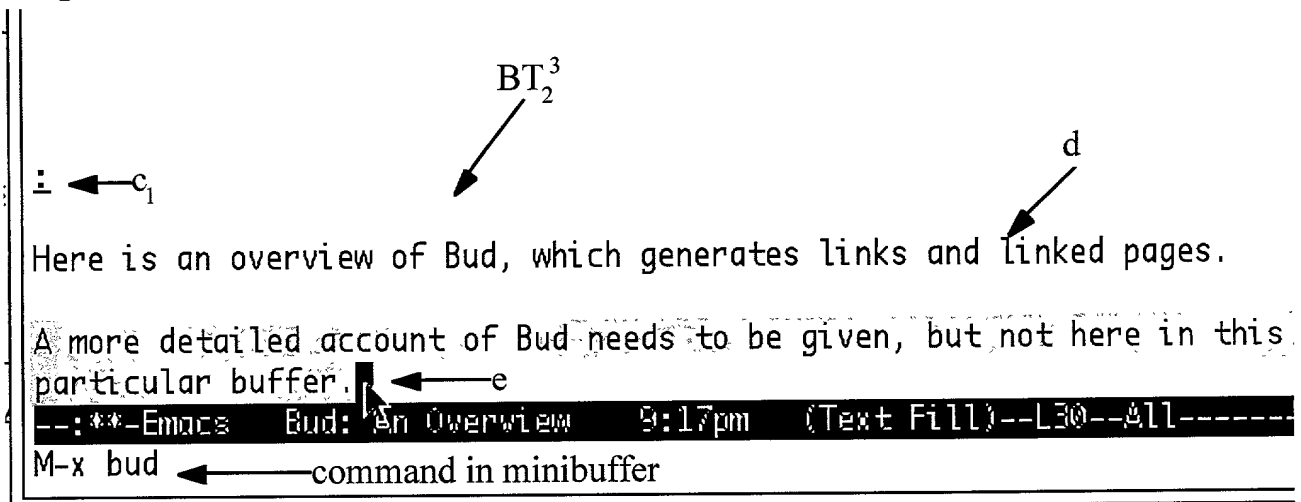 BT₂³
d
: c₁
Here is an overview of Bud, which generates links and linked pages.
A more detailed account of Bud needs to be given, but not here in this
particular buffer. e
--:**-Emacs Bud: An Overview 9:17pm (Text Fill)--L30--All-------
M-x bud command in minibuffer